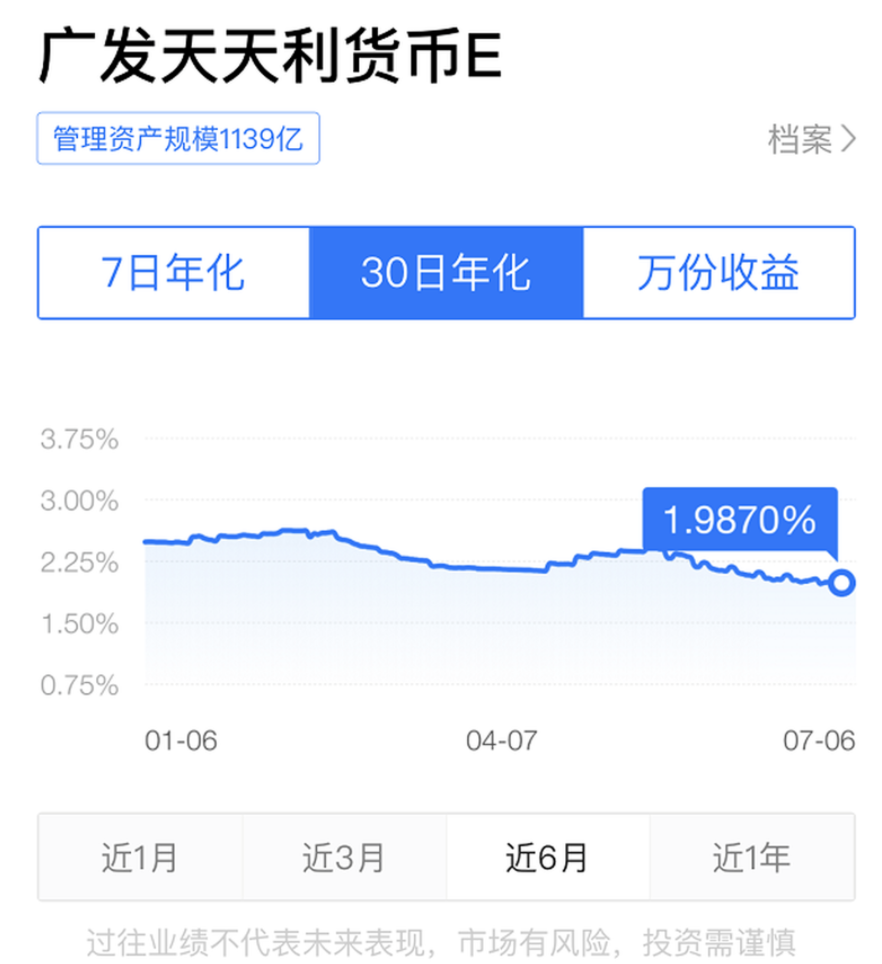 广发天天利货币E
管理资产规模1139亿
档案
7日年化 30日年化 万份收益
3.75%
3.00%
1.9870%
2.25%
1.50%
0.75%
01-06 04-07 07-06
近1月 近3月 近6月 近1年
过往业绩不代表未来表现，市场有风险，投资需谨慎